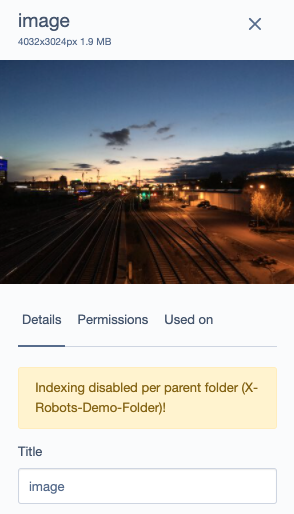 image
4032x3024px 1.9 MB
Details Permissions Used on
Indexing disabled per parent folder (X-
Robots-Demo-Folder)!
Title
image